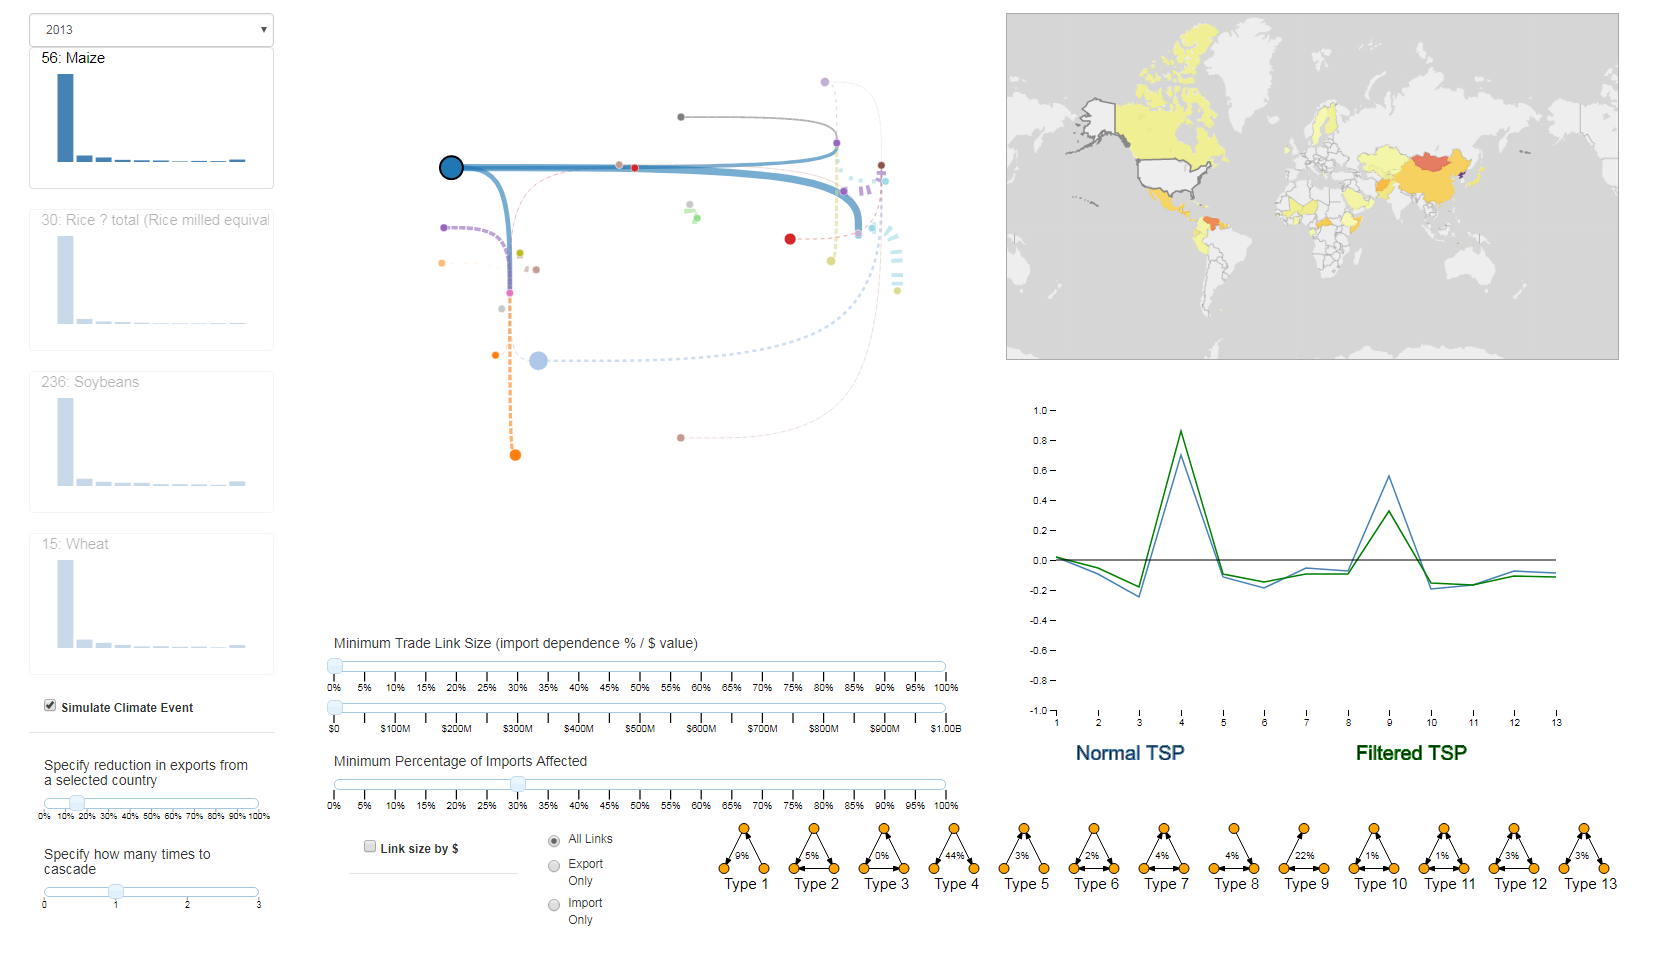 2013
56: Maize
30: Rice ? total (Rice milled equival
236: Soybeans
15: Wheat
Simulate Climate Event
Specify reduction in exports from
a selected country
0% 10% 20% 30% 40% 50% 60% 70% 80% 90% 100%
Specify how many times to
cascade
0 1 2 3
Minimum Trade Link Size (import dependence % / $ value)
0% 5% 10% 15% 20% 25% 30% 35% 40% 45% 50% 55% 60% 65% 70% 75% 80% 85% 90% 95% 100%
$0 $100M $200M $300M $400M $500M $600M $700M $800M $900M $1.00B
Minimum Percentage of Imports Affected
0% 5% 10% 15% 20% 25% 30% 35% 40% 45% 50% 55% 60% 65% 70% 75% 80% 85% 90% 95% 100%
Link size by $
All Links
Export
Only
Import
Only
1.0
0.8
0.6
0.4
0.2
0.0
-0.2
-0.4
-0.6
-0.8
-1.0
1 2 3 4 5 6 7 8 9 10 11 12 13
Normal TSP
Filtered TSP
9% 5% 0% 44% 3% 2% 4% 4% 22% 1% 1% 3% 3%
Type 1 Type 2 Type 3 Type 4 Type 5 Type 6 Type 7 Type 8 Type 9 Type 10 Type 11 Type 12 Type 13